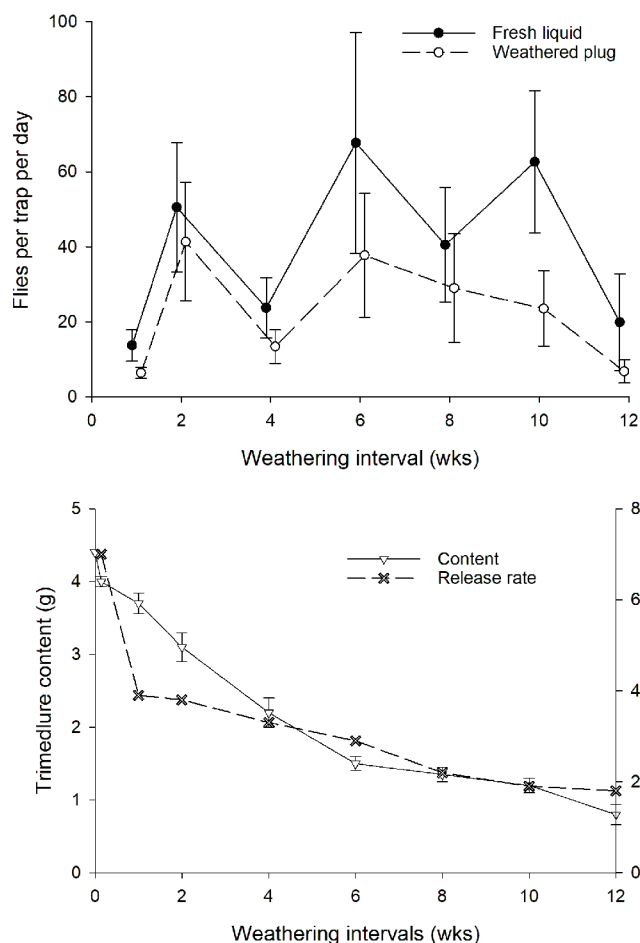 100
80
60
40
20
0
Flies per trap per day
Fresh liquid
Weathered plug
0 2 4 6 8 10 12
Weathering interval (wks)
5
4
3
2
1
0
Trimedlure content (g)
Content
Release rate
8
6
4
2
0
0 2 4 6 8 10 12
Weathering intervals (wks)